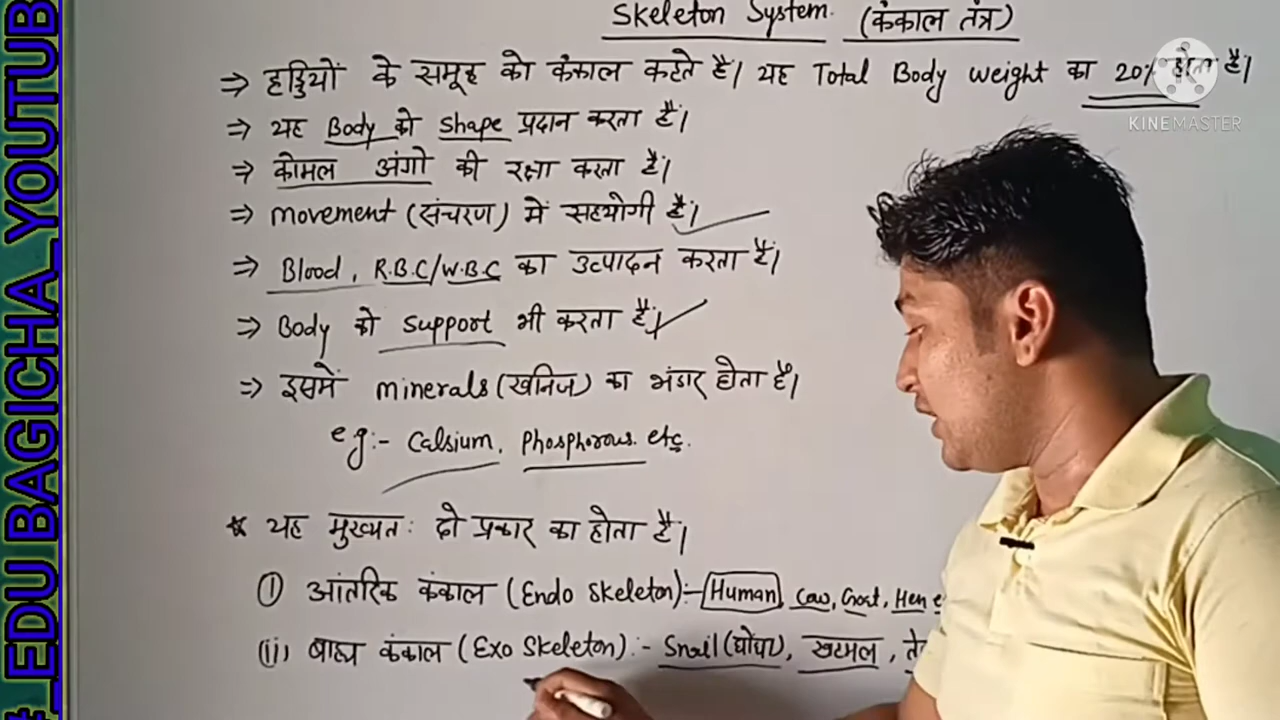 Skeleton System. (कंकाल तंत्र)
⇒ हड्डियों के समूह को कंकाल कहते है। यह Total Body weight का 20% होता है।
⇒ यह Body को Shape प्रदान करता है।
⇒ कोमल अंगो की रक्षा करता है।
⇒ movement (संचरण) में सहयोगी है।
⇒ Blood, R.B.C/W.B.C का उत्पादन करता है।
⇒ Body को Support भी करता है।
⇒ इसमें minerals (खनिज) का भंडार होता है।
eg:- Calsium, Phosphorous. etc.
* यह मुख्यतः दो प्रकार का होता है।
(i) आंतरिक कंकाल (Endo Skeleton):- Human, Cow, Goat, Hen e
(ii) बाह्य कंकाल (Exo Skeleton):- Snail (घोंघा), खटमल, ते
KINEMASTER
#_EDU BAGICHA_YOUTUB